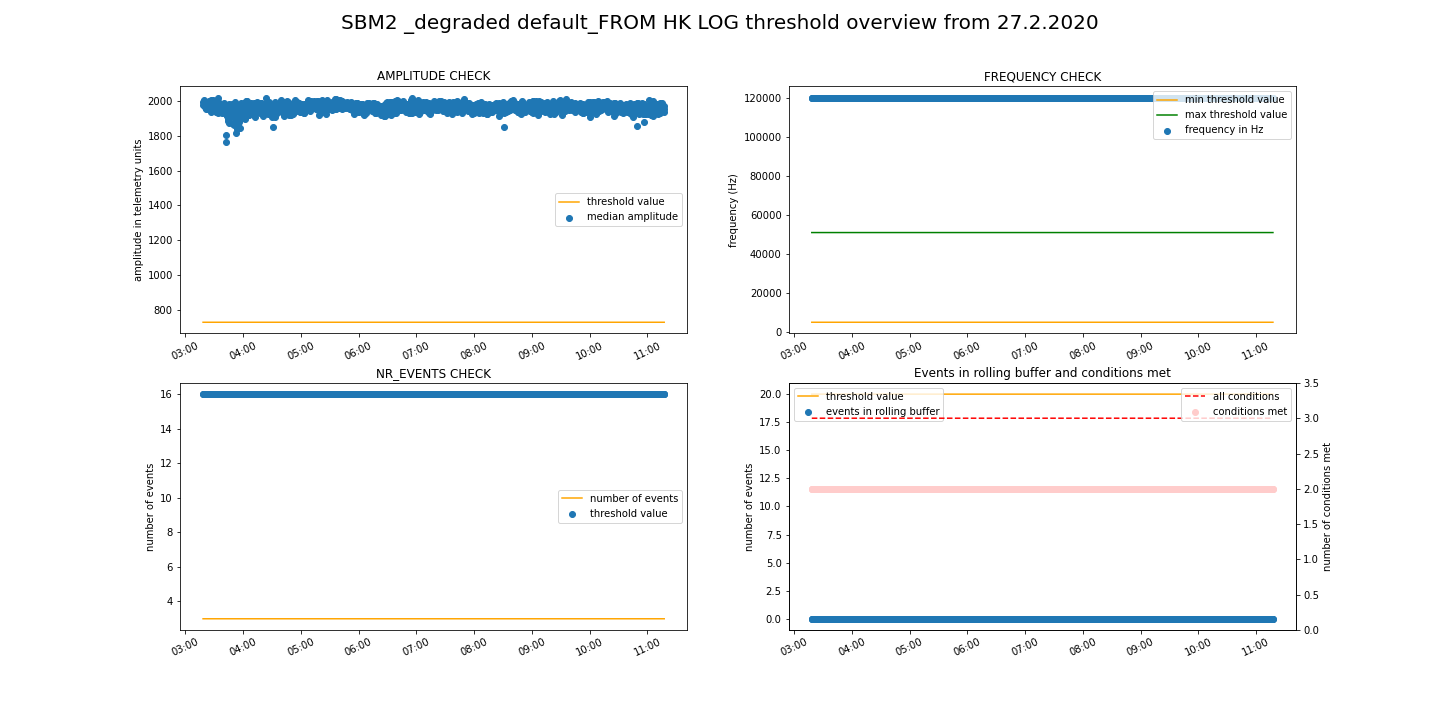 SBM2 _degraded default_FROM HK LOG threshold overview from 27.2.2020
AMPLITUDE CHECK
amplitude in telemetry units
2000
1800
1600
1400
1200
1000
800
threshold value
median amplitude
03:00 04:00 05:00 06:00 07:00 08:00 09:00 10:00 11:00
FREQUENCY CHECK
frequency (Hz)
120000
100000
80000
60000
40000
20000
0
min threshold value
max threshold value
frequency in Hz
03:00 04:00 05:00 06:00 07:00 08:00 09:00 10:00 11:00
NR_EVENTS CHECK
number of events
16
14
12
10
8
6
4
number of events
threshold value
03:00 04:00 05:00 06:00 07:00 08:00 09:00 10:00 11:00
Events in rolling buffer and conditions met
number of events
20.0
17.5
15.0
12.5
10.0
7.5
5.0
2.5
0.0
threshold value
events in rolling buffer
all conditions
conditions met
3.5
3.0
2.5
2.0
1.5
1.0
0.5
0.0
number of conditions met
03:00 04:00 05:00 06:00 07:00 08:00 09:00 10:00 11:00